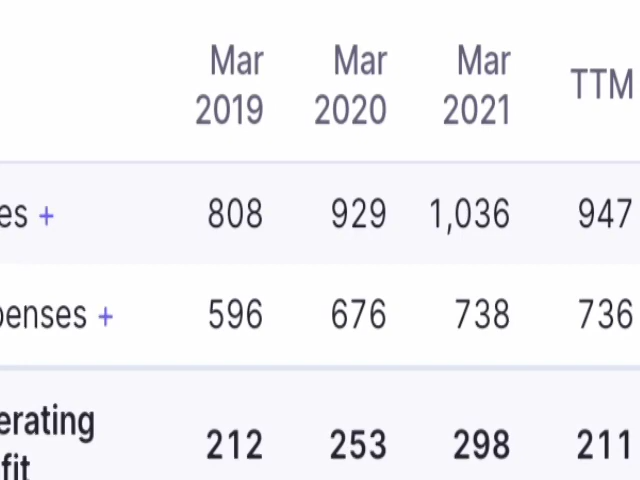 Mar Mar Mar
2019 2020 2021 TTM
es + 808 929 1,036 947
penses + 596 676 738 736
erating
fit 212 253 298 211